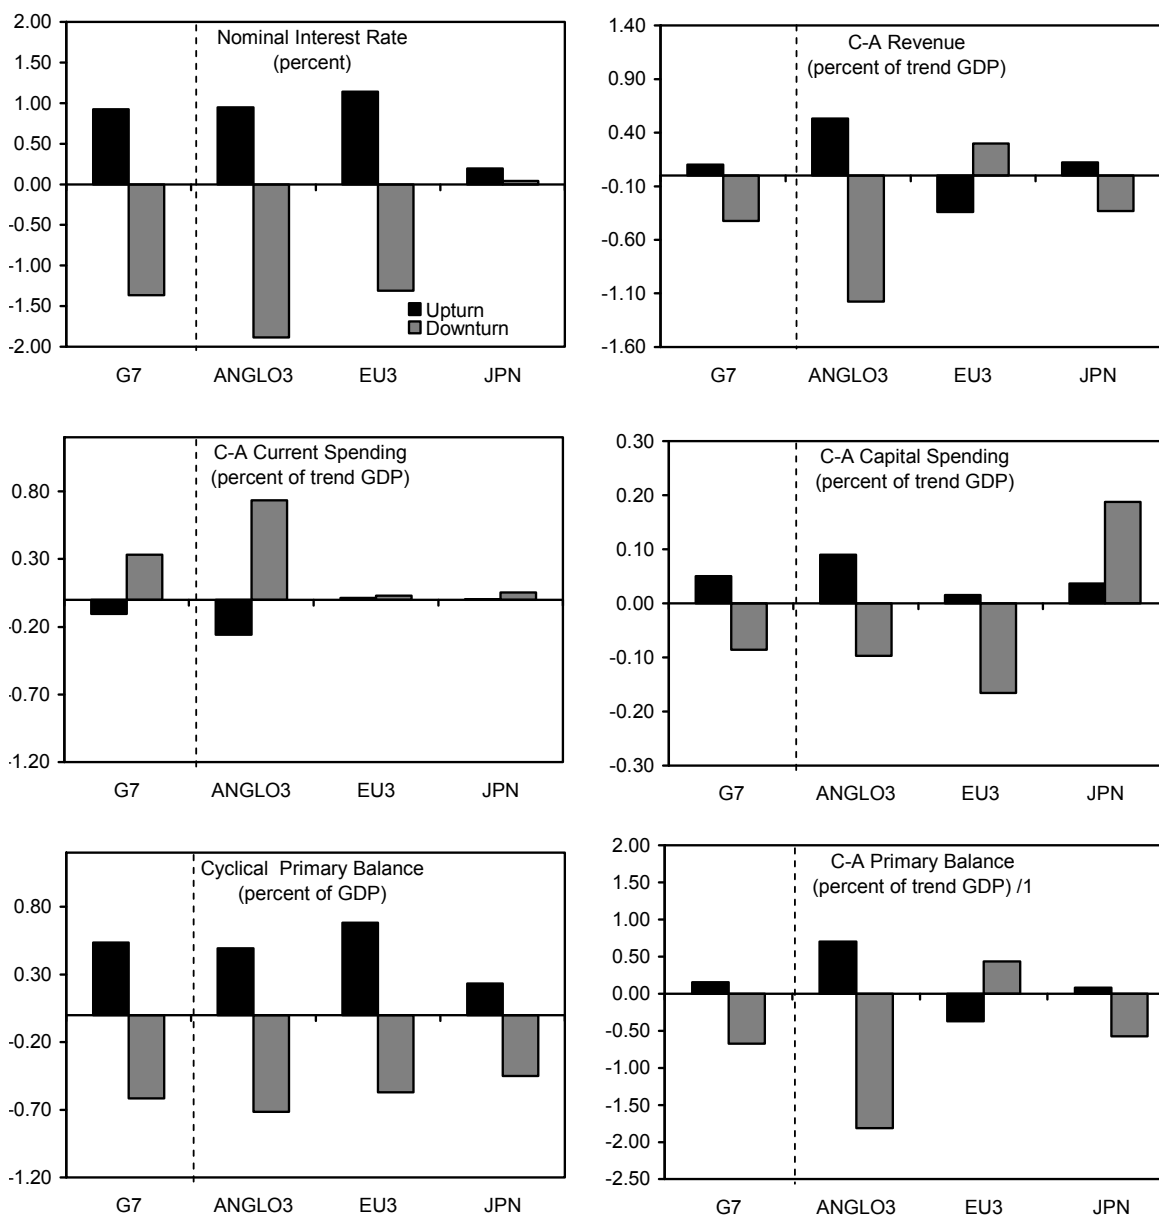 Nominal Interest Rate
(percent)
2.00
1.50
1.00
0.50
0.00
-0.50
-1.00
-1.50
-2.00
Upturn
Downturn
G7 ANGLO3 EU3 JPN
C-A Revenue
(percent of trend GDP)
1.40
0.90
0.40
-0.10
-0.60
-1.10
-1.60
G7 ANGLO3 EU3 JPN
C-A Current Spending
(percent of trend GDP)
0.80
0.30
-0.20
-0.70
-1.20
G7 ANGLO3 EU3 JPN
C-A Capital Spending
(percent of trend GDP)
0.30
0.20
0.10
0.00
-0.10
-0.20
-0.30
G7 ANGLO3 EU3 JPN
Cyclical Primary Balance
(percent of GDP)
0.80
0.30
-0.20
-0.70
-1.20
G7 ANGLO3 EU3 JPN
C-A Primary Balance
(percent of trend GDP) /1
2.00
1.50
1.00
0.50
0.00
-0.50
-1.00
-1.50
-2.00
-2.50
G7 ANGLO3 EU3 JPN